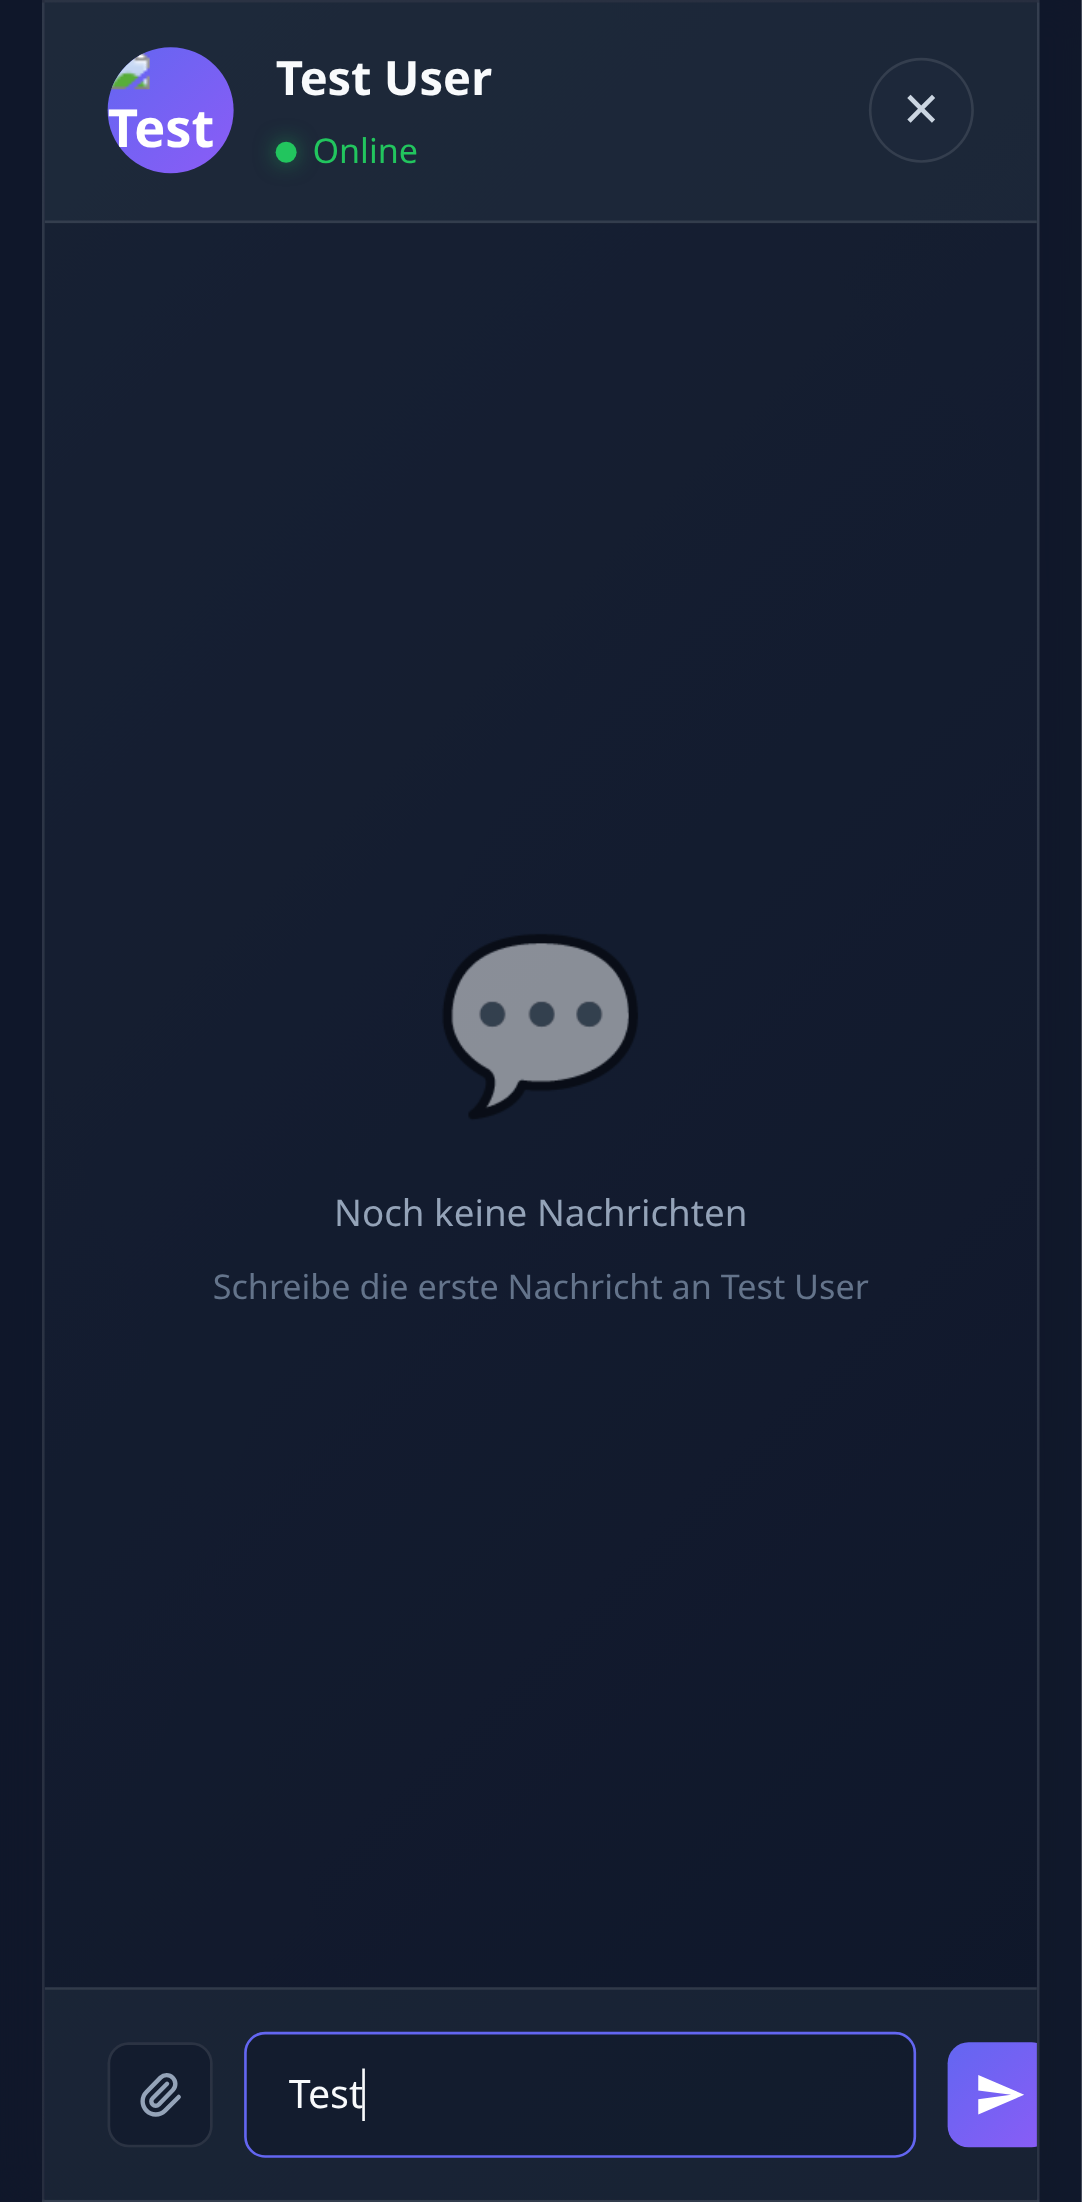 Test
Test User
Online
Noch keine Nachrichten
Schreibe die erste Nachricht an Test User
Test